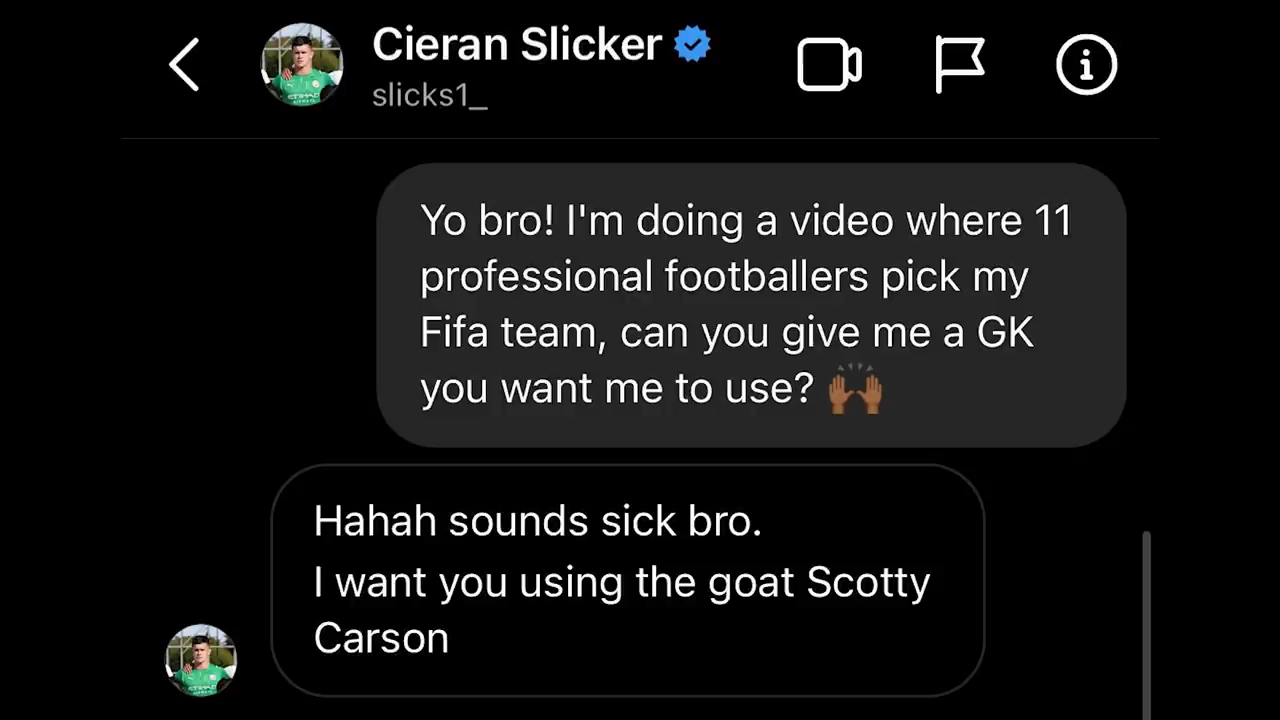 Cieran Slicker
slicks1_
Yo bro! I'm doing a video where 11
professional footballers pick my
Fifa team, can you give me a GK
you want me to use? 🙌🏾
Hahah sounds sick bro.
I want you using the goat Scotty
Carson